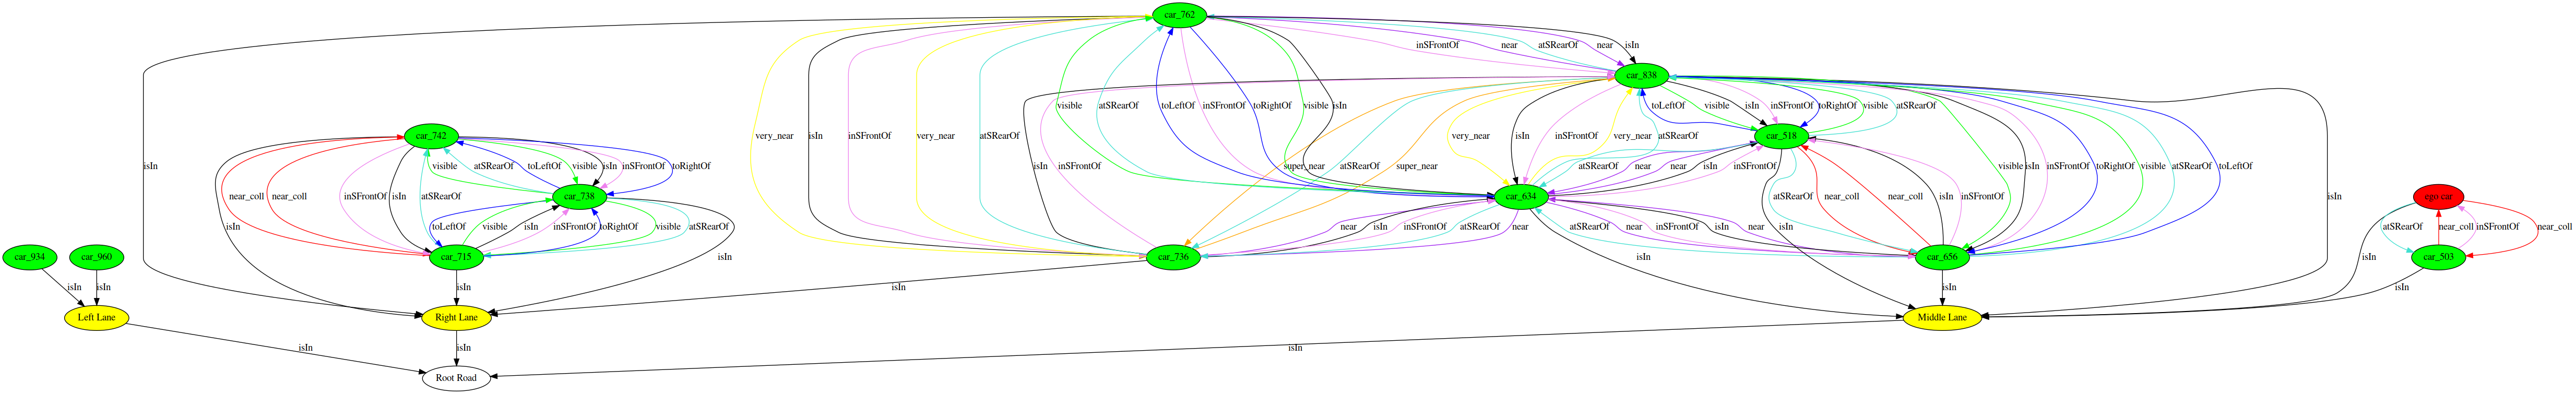 car_762
inSFrontOf near atSRearOf near isIn
car_838
visible atSRearOf toLeftOf inSFrontOf toRightOf visible isIn toLeftOf visible isIn inSFrontOf toRightOf visible atSRearOf
car_742 very_near isIn inSFrontOf very_near atSRearOf very_near isIn inSFrontOf very_near atSRearOf car_518
isIn visible atSRearOf isIn toLeftOf visible inSFrontOf toRightOf isIn inSFrontOf super_near atSRearOf super_near atSRearOf near near isIn inSFrontOf visible isIn inSFrontOf toRightOf visible atSRearOf toLeftOf
near_coll near_coll inSFrontOf isIn atSRearOf car_738 car_634 atSRearOf near_coll near_coll isIn inSFrontOf isIn ego car
isIn toLeftOf visible isIn inSFrontOf toRightOf visible atSRearOf near isIn inSFrontOf atSRearOf near atSRearOf near inSFrontOf isIn near isIn atSRearOf near_coll inSFrontOf near_coll
car_934 car_960 car_715 isIn car_736 isIn car_656 isIn car_503
isIn isIn isIn isIn isIn isIn
Left Lane Right Lane Middle Lane
isIn isIn isIn
Root Road